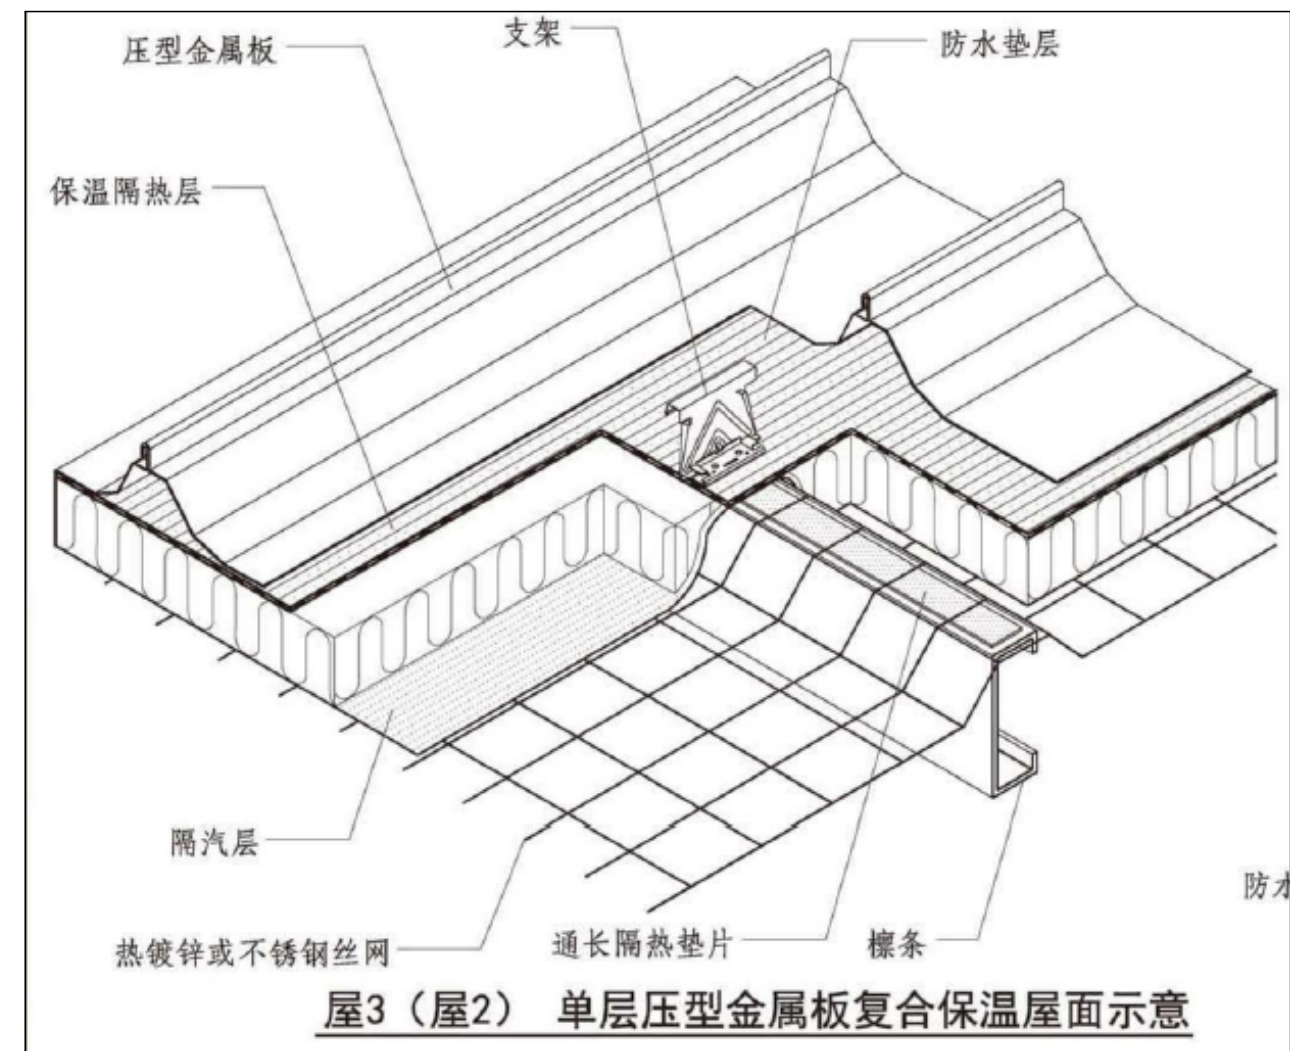 支架
压型金属板
防水垫层
保温隔热层
隔汽层
防水
热镀锌或不锈钢丝网
通长隔热垫片
檩条
屋3（屋2） 单层压型金属板复合保温屋面示意